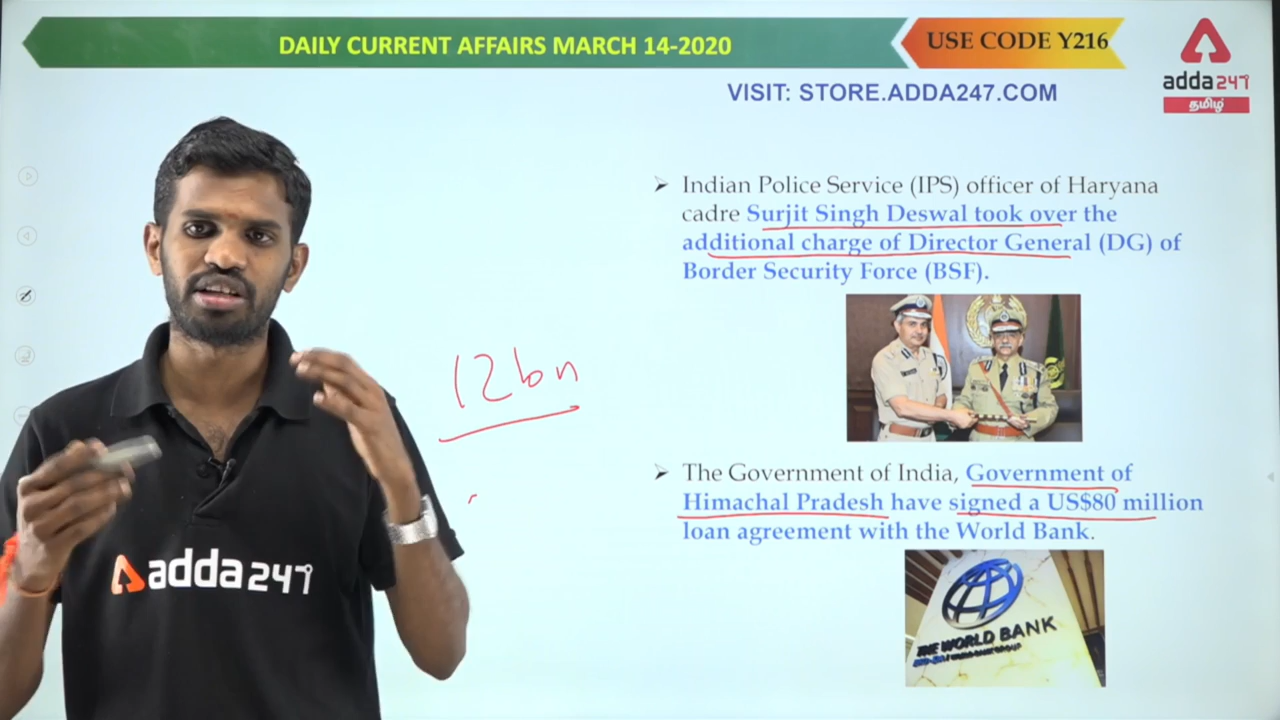 DAILY CURRENT AFFAIRS MARCH 14-2020
USE CODE Y216
adda247
தமிழ்
VISIT: STORE.ADDA247.COM
➢ Indian Police Service (IPS) officer of Haryana
cadre Surjit Singh Deswal took over the
additional charge of Director General (DG) of
Border Security Force (BSF).
12bn
➢ The Government of India, Government of
Himachal Pradesh have signed a US$80 million
loan agreement with the World Bank.
adda247
THE WORLD BANK